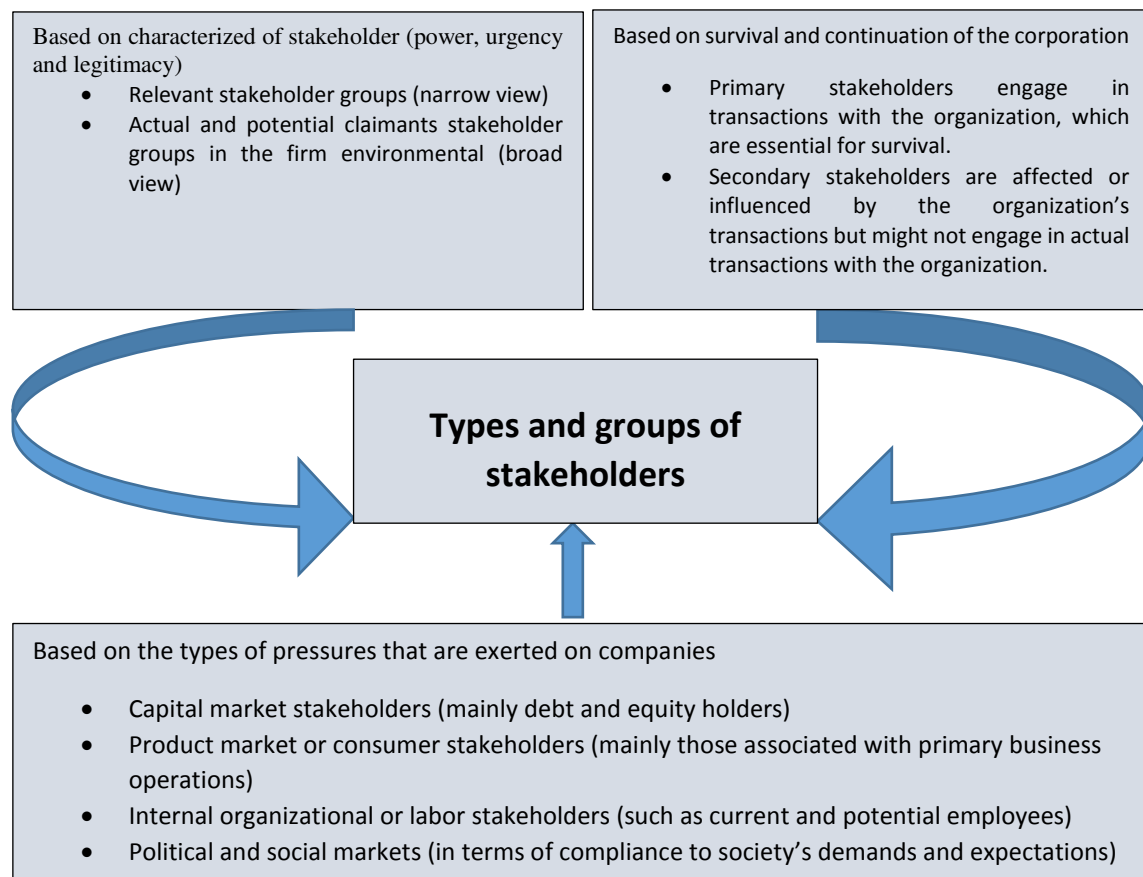 Based on characterized of stakeholder (power, urgency
and legitimacy)
• Relevant stakeholder groups (narrow view)
• Actual and potential claimants stakeholder
groups in the firm environmental (broad
view)
Based on survival and continuation of the corporation
• Primary stakeholders engage in
transactions with the organization, which
are essential for survival.
• Secondary stakeholders are affected or
influenced by the organization’s
transactions but might not engage in actual
transactions with the organization.
Types and groups of
stakeholders
Based on the types of pressures that are exerted on companies
• Capital market stakeholders (mainly debt and equity holders)
• Product market or consumer stakeholders (mainly those associated with primary business
operations)
• Internal organizational or labor stakeholders (such as current and potential employees)
• Political and social markets (in terms of compliance to society’s demands and expectations)